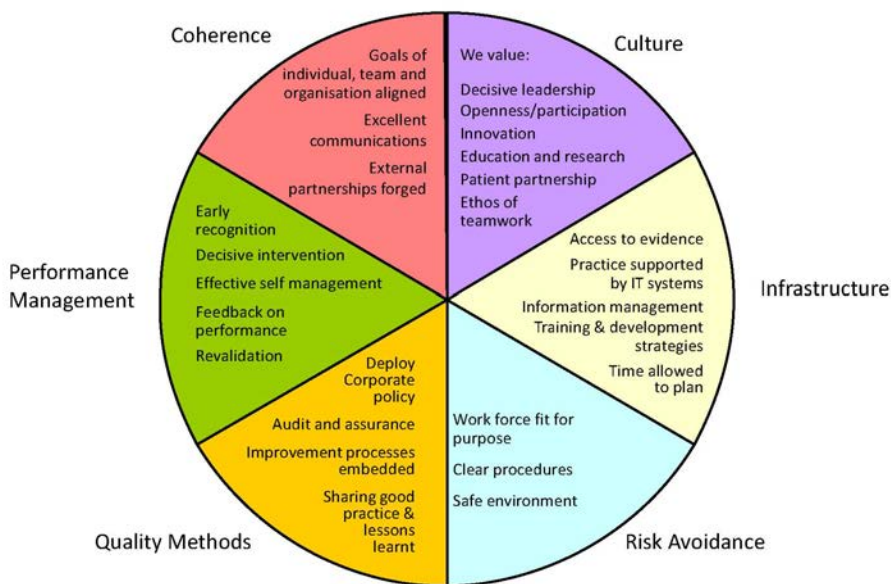 Coherence
Goals of
individual, team and
organisation aligned
Excellent
communications
External
partnerships forged
Culture
We value:
Decisive leadership
Openness/participation
Innovation
Education and research
Patient partnership
Ethos of
teamwork
Infrastructure
Access to evidence
Practice supported
by IT systems
Information management
Training & development
strategies
Time allowed
to plan
Risk Avoidance
Work force fit for
purpose
Clear procedures
Safe environment
Quality Methods
Deploy
Corporate
policy
Audit and assurance
Improvement processes
embedded
Sharing good
practice &
lessons
learnt
Performance
Management
Early
recognition
Decisive intervention
Effective self management
Feedback on
performance
Revalidation